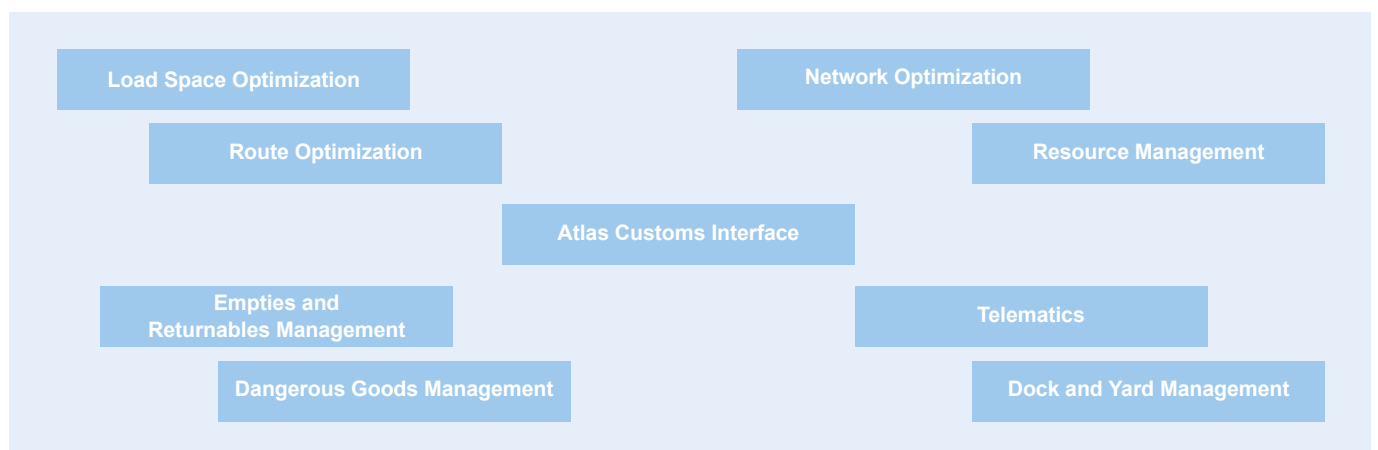 Load Space Optimization
Network Optimization
Route Optimization
Resource Management
Atlas Customs Interface
Empties and
Returnables Management
Telematics
Dangerous Goods Management
Dock and Yard Management